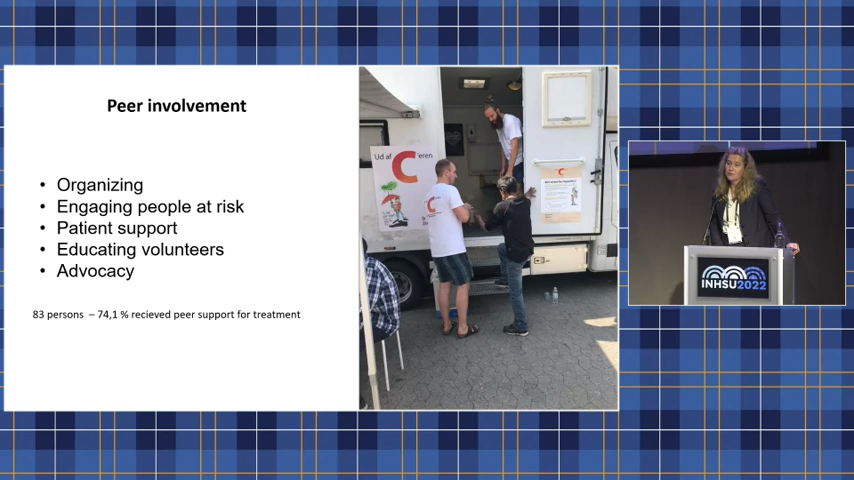 Peer involvement
• Organizing
• Engaging people at risk
• Patient support
• Educating volunteers
• Advocacy
83 persons – 74,1 % recieved peer support for treatment
Ud af C'eren
INHSU2022